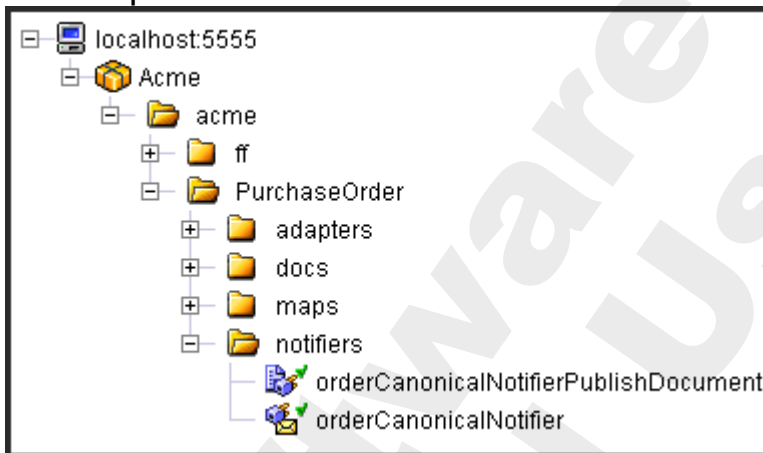 localhost:5555
Acme
acme
ff
PurchaseOrder
adapters
docs
maps
notifiers
orderCanonicalNotifierPublishDocument
orderCanonicalNotifier